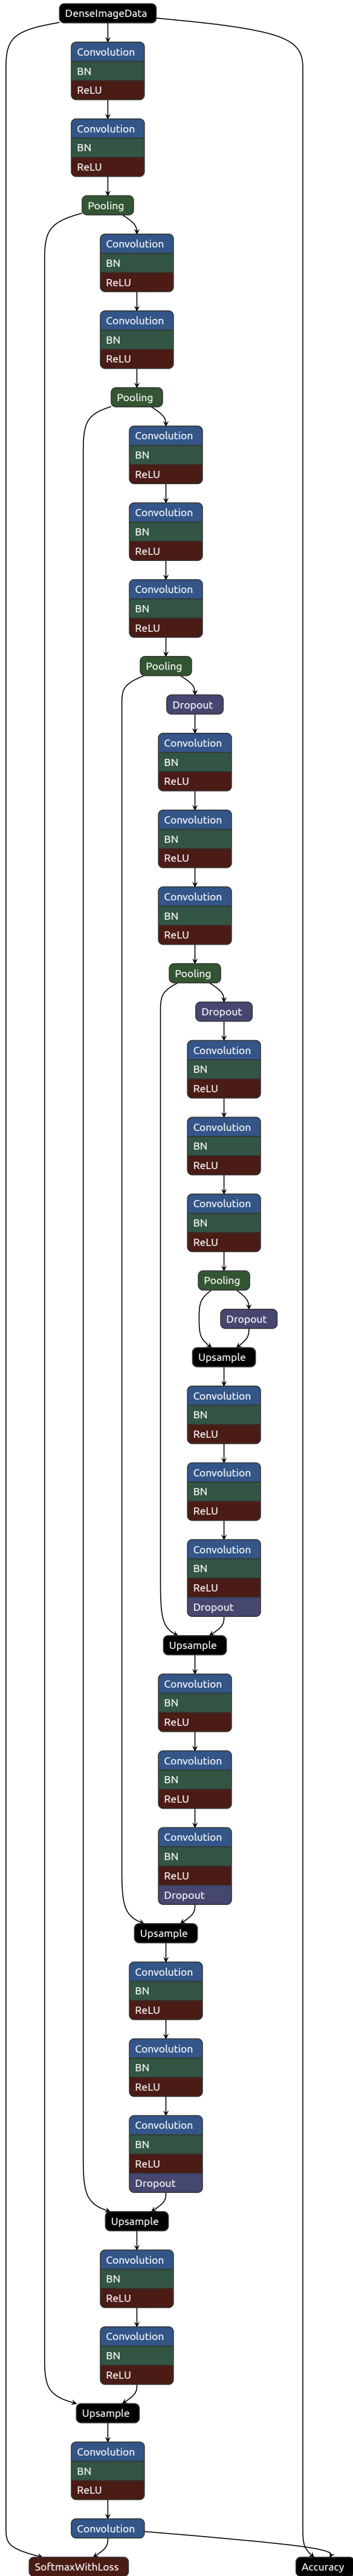 DenseImageData
Convolution
BN
ReLU
Convolution
BN
ReLU
Pooling
Convolution
BN
ReLU
Convolution
BN
ReLU
Pooling
Convolution
BN
ReLU
Convolution
BN
ReLU
Convolution
BN
ReLU
Pooling
Dropout
Convolution
BN
ReLU
Convolution
BN
ReLU
Convolution
BN
ReLU
Pooling
Dropout
Convolution
BN
ReLU
Convolution
BN
ReLU
Convolution
BN
ReLU
Pooling
Dropout
Upsample
Convolution
BN
ReLU
Convolution
BN
ReLU
Convolution
BN
ReLU
Dropout
Upsample
Convolution
BN
ReLU
Convolution
BN
ReLU
Convolution
BN
ReLU
Dropout
Upsample
Convolution
BN
ReLU
Convolution
BN
ReLU
Convolution
BN
ReLU
Dropout
Upsample
Convolution
BN
ReLU
Convolution
BN
ReLU
Upsample
Convolution
BN
ReLU
Convolution
SoftmaxWithLoss
Accuracy